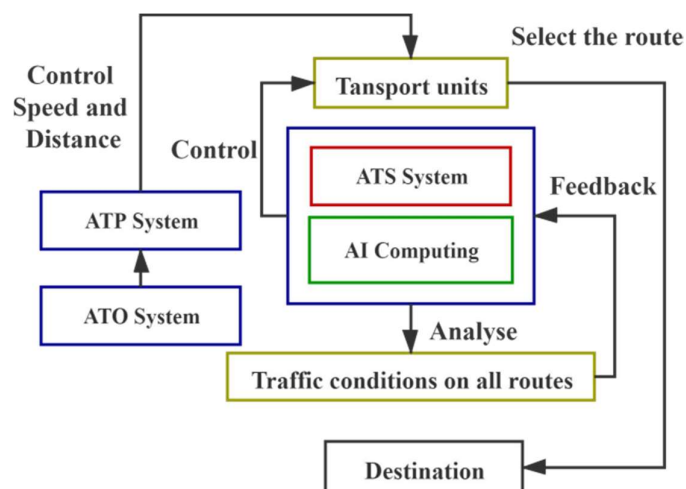 Select the route
Tansport units
Control
Speed and
Distance
Control
ATS System
Feedback
ATP System
AI Computing
ATO System
Analyse
Traffic conditions on all routes
Destination